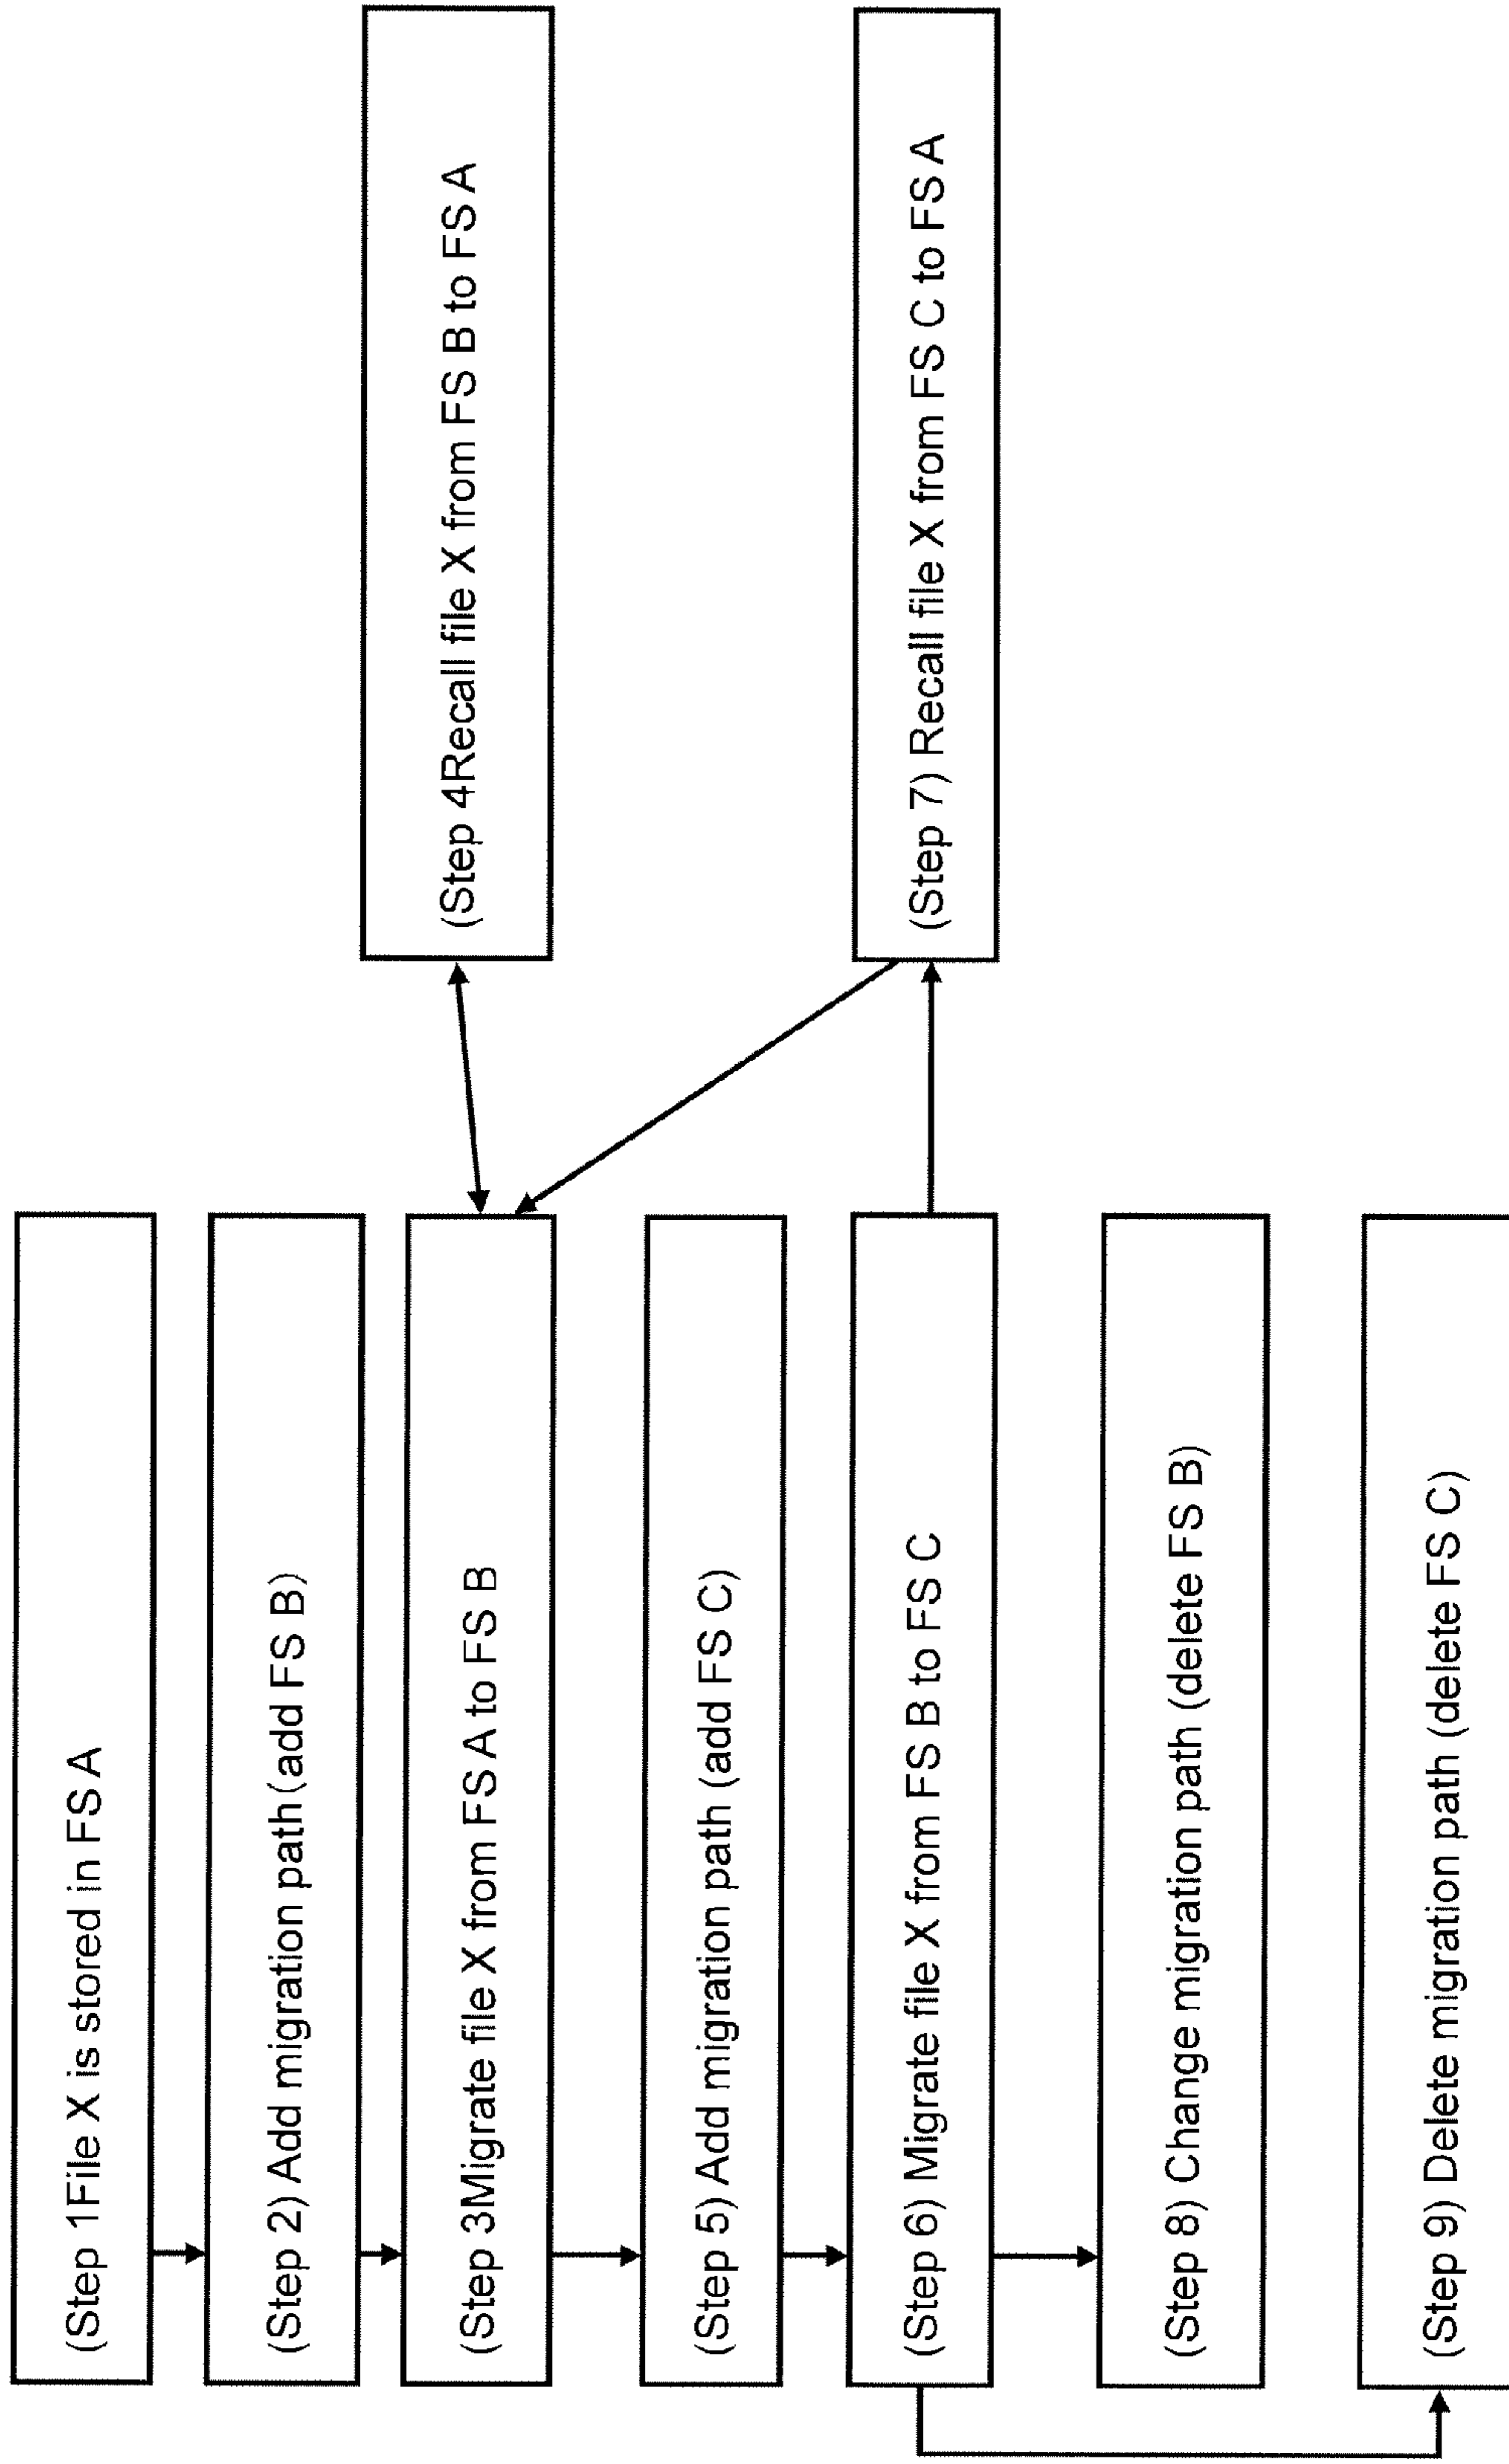 (Step 1File X is stored in FS A
(Step 2) Add migration path(add FS B)
(Step 3Migrate file X from FS A to FS B
(Step 4Recall file X from FS B to FS A
(Step 5) Add migration path (add FS C)
(Step 6) Migrate file X from FS B to FS C
(Step 7) Recall file X from FS C to FS A
(Step 8) Change migration path (delete FS B)
(Step 9) Delete migration path (delete FS C)